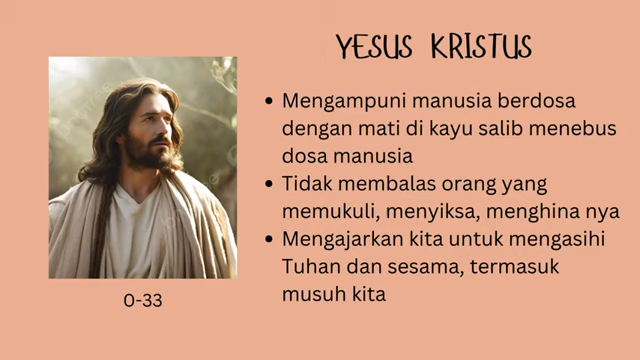 YESUS KRISTUS
• Mengampuni manusia berdosa
dengan mati di kayu salib menebus
dosa manusia
• Tidak membalas orang yang
memukuli, menyiksa, menghina nya
• Mengajarkan kita untuk mengasihi
Tuhan dan sesama, termasuk
musuh kita
0-33